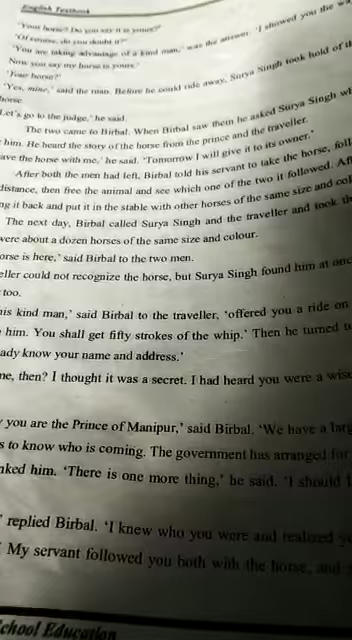 English Textbook
'Your horse? Do you say it is yours?'
'Of course, do you doubt it?'
'You are taking advantage of a kind man,' was the answer. 'I showed you the wa
Now you say my horse is yours.'
'Your horse?'
'Yes, mine,' said the man. Before he could ride away, Surya Singh took hold of th
horse.
Let's go to the judge,' he said.
The two came to Birbal. When Birbal saw them he asked Surya Singh wh
him. He heard the story of the horse from the prince and the traveller.
ave the horse with me,' he said. 'Tomorrow I will give it to its owner.'
After both the men had left, Birbal told his servant to take the horse, foll
distance, then free the animal and see which one of the two it followed. Aft
ng it back and put it in the stable with other horses of the same size and col
The next day, Birbal called Surya Singh and the traveller and took th
were about a dozen horses of the same size and colour.
orse is here,' said Birbal to the two men.
eller could not recognize the horse, but Surya Singh found him at onc
too.
his kind man,' said Birbal to the traveller, 'offered you a ride on
him. You shall get fifty strokes of the whip.' Then he turned t
ady know your name and address.'
me, then? I thought it was a secret. I had heard you were a wise
y you are the Prince of Manipur,' said Birbal. 'We have a larg
s to know who is coming. The government has arranged for
nked him. 'There is one more thing,' he said. 'I should l
' replied Birbal. 'I knew who you were and realized y
My servant followed you both with the horse, and
chool Education